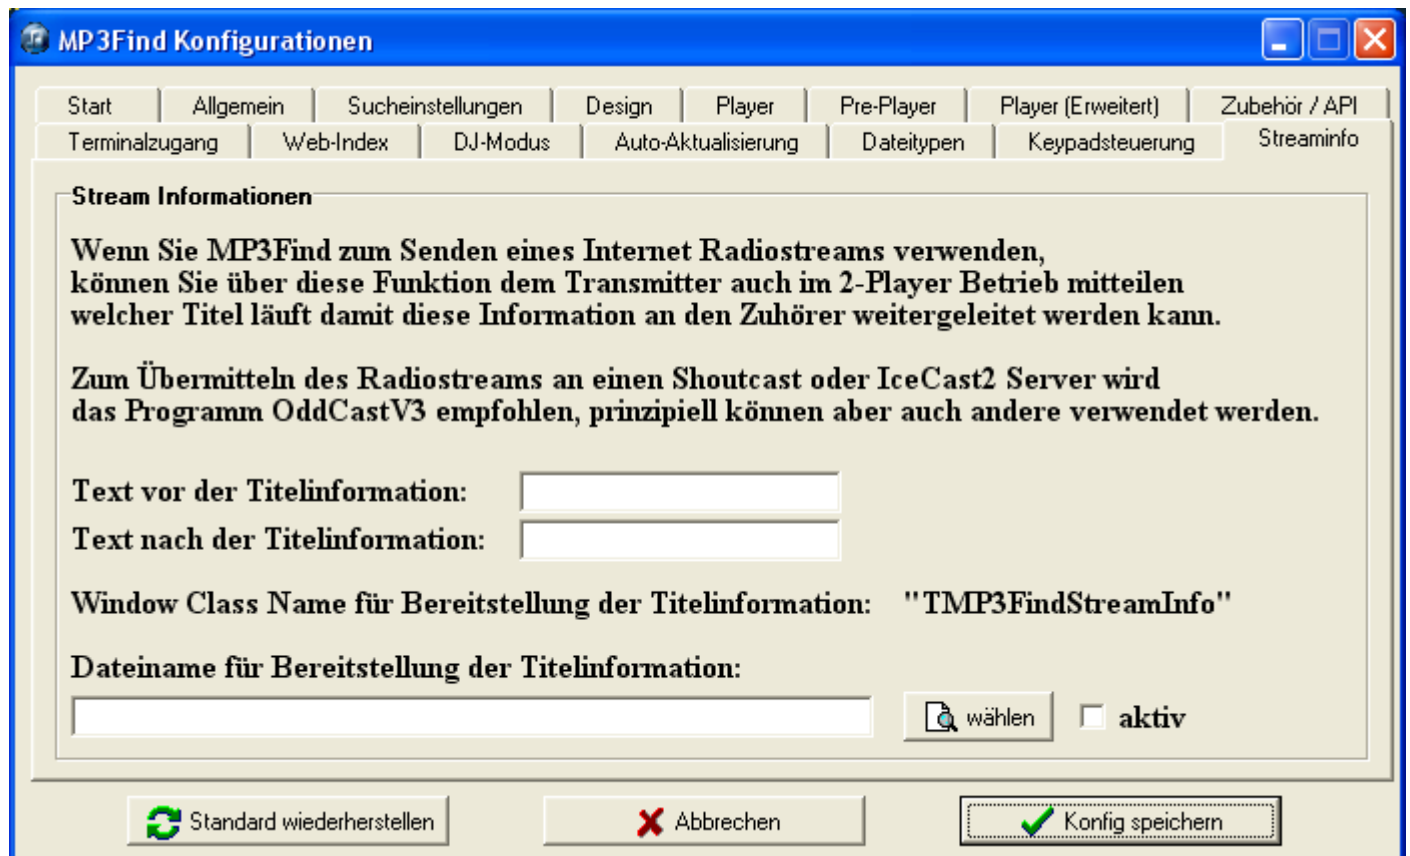 MP3Find Konfigurationen
Start Allgemein Sucheinstellungen Design Player Pre-Player Player (Erweitert) Zubehör / API
Terminalzugang Web-Index DJ-Modus Auto-Aktualisierung Dateitypen Keypadsteuerung Streaminfo
Stream Informationen
Wenn Sie MP3Find zum Senden eines Internet Radiostreams verwenden,
können Sie über diese Funktion dem Transmitter auch im 2-Player Betrieb mitteilen
welcher Titel läuft damit diese Information an den Zuhörer weitergeleitet werden kann.
Zum Übermitteln des Radiostreams an einen Shoutcast oder IceCast2 Server wird
das Programm OddCastV3 empfohlen, prinzipiell können aber auch andere verwendet werden.
Text vor der Titelinformation:
Text nach der Titelinformation:
Window Class Name für Bereitstellung der Titelinformation: "TMP3FindStreamInfo"
Dateiname für Bereitstellung der Titelinformation:
wählen aktiv
Standard wiederherstellen Abbrechen Konfig speichern